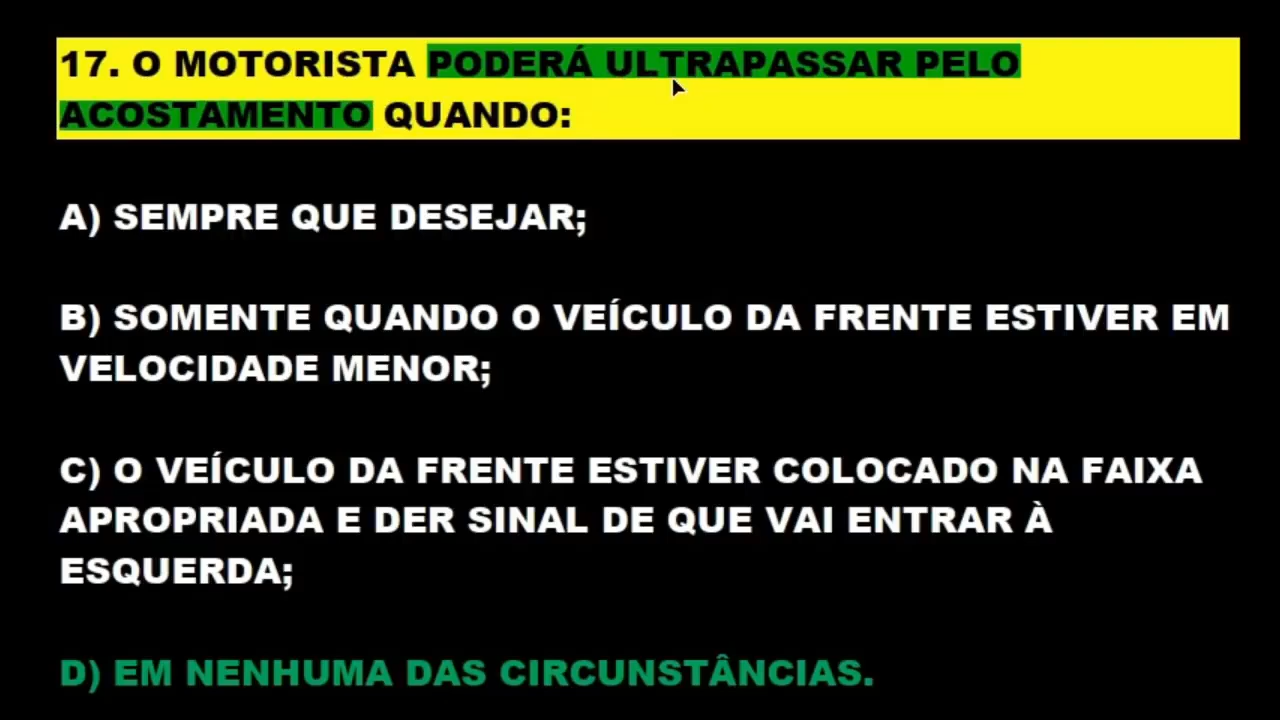 17. O MOTORISTA PODERÁ ULTRAPASSAR PELO
ACOSTAMENTO QUANDO:
A) SEMPRE QUE DESEJAR;
B) SOMENTE QUANDO O VEÍCULO DA FRENTE ESTIVER EM
VELOCIDADE MENOR;
C) O VEÍCULO DA FRENTE ESTIVER COLOCADO NA FAIXA
APROPRIADA E DER SINAL DE QUE VAI ENTRAR À
ESQUERDA;
D) EM NENHUMA DAS CIRCUNSTÂNCIAS.